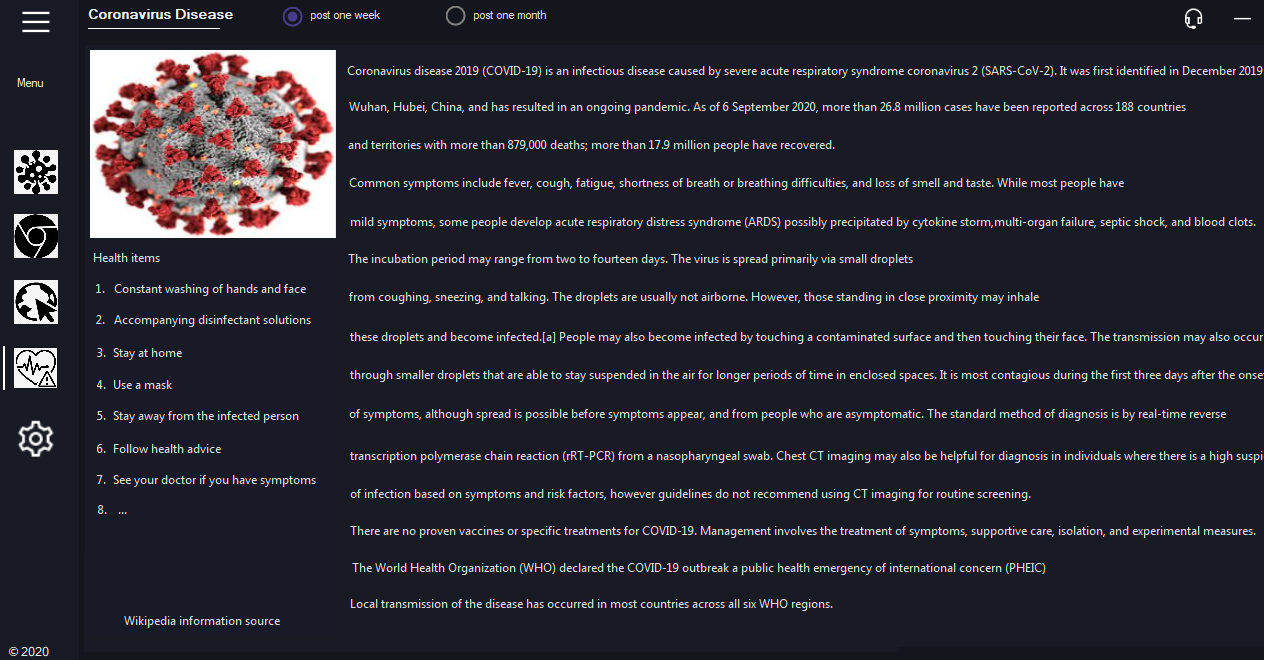 Coronavirus Disease
post one week
post one month
Menu
Coronavirus disease 2019 (COVID-19) is an infectious disease caused by severe acute respiratory syndrome coronavirus 2 (SARS-CoV-2). It was first identified in December 2019
Wuhan, Hubei, China, and has resulted in an ongoing pandemic. As of 6 September 2020, more than 26.8 million cases have been reported across 188 countries
and territories with more than 879,000 deaths; more than 17.9 million people have recovered.
Common symptoms include fever, cough, fatigue, shortness of breath or breathing difficulties, and loss of smell and taste. While most people have
mild symptoms, some people develop acute respiratory distress syndrome (ARDS) possibly precipitated by cytokine storm,multi-organ failure, septic shock, and blood clots.
The incubation period may range from two to fourteen days. The virus is spread primarily via small droplets
from coughing, sneezing, and talking. The droplets are usually not airborne. However, those standing in close proximity may inhale
these droplets and become infected.[a] People may also become infected by touching a contaminated surface and then touching their face. The transmission may also occur
through smaller droplets that are able to stay suspended in the air for longer periods of time in enclosed spaces. It is most contagious during the first three days after the onse
of symptoms, although spread is possible before symptoms appear, and from people who are asymptomatic. The standard method of diagnosis is by real-time reverse
transcription polymerase chain reaction (rRT-PCR) from a nasopharyngeal swab. Chest CT imaging may also be helpful for diagnosis in individuals where there is a high suspi
of infection based on symptoms and risk factors, however guidelines do not recommend using CT imaging for routine screening.
There are no proven vaccines or specific treatments for COVID-19. Management involves the treatment of symptoms, supportive care, isolation, and experimental measures.
The World Health Organization (WHO) declared the COVID-19 outbreak a public health emergency of international concern (PHEIC)
Local transmission of the disease has occurred in most countries across all six WHO regions.
Health items
1. Constant washing of hands and face
2. Accompanying disinfectant solutions
3. Stay at home
4. Use a mask
5. Stay away from the infected person
6. Follow health advice
7. See your doctor if you have symptoms
8. ...
Wikipedia information source
© 2020